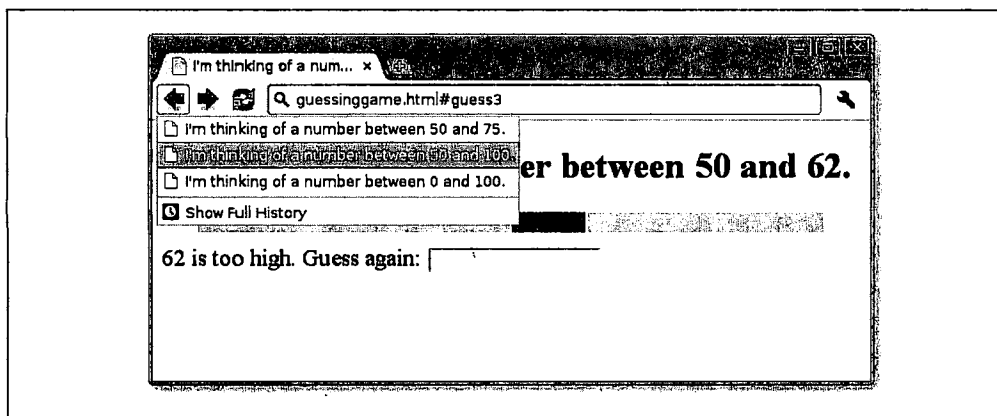 I'm thinking of a num...
guessinggame.html#guess3
I'm thinking of a number between 50 and 75.
I'm thinking of a number between 50 and 100.
I'm thinking of a number between 0 and 100.
Show Full History
er between 50 and 62.
62 is too high. Guess again: